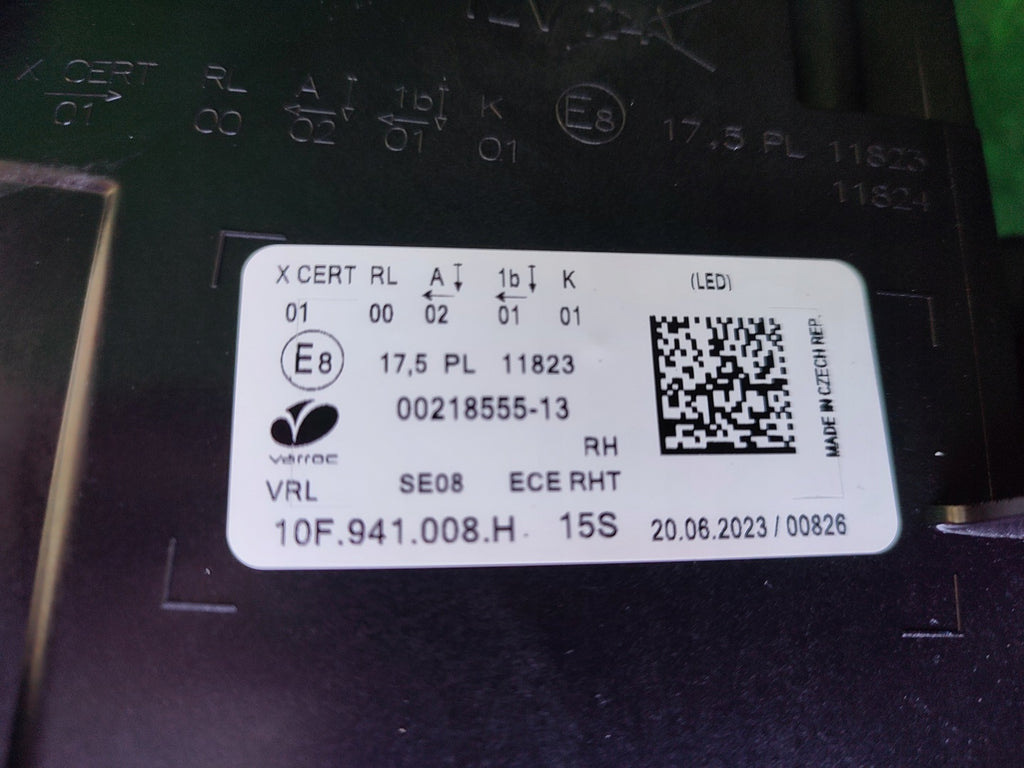 X CERT RL A 1b K
01 00 02 01 01
E8 17,5 PL 11823
11824
X CERT RL A 1b K (LED)
01 00 02 01 01
E8 17,5 PL 11823
00218555-13
varroc
RH
VRL SE08 ECE RHT
10F.941.008.H 15S 20.06.2023/00826
MADE IN CZECH REP.